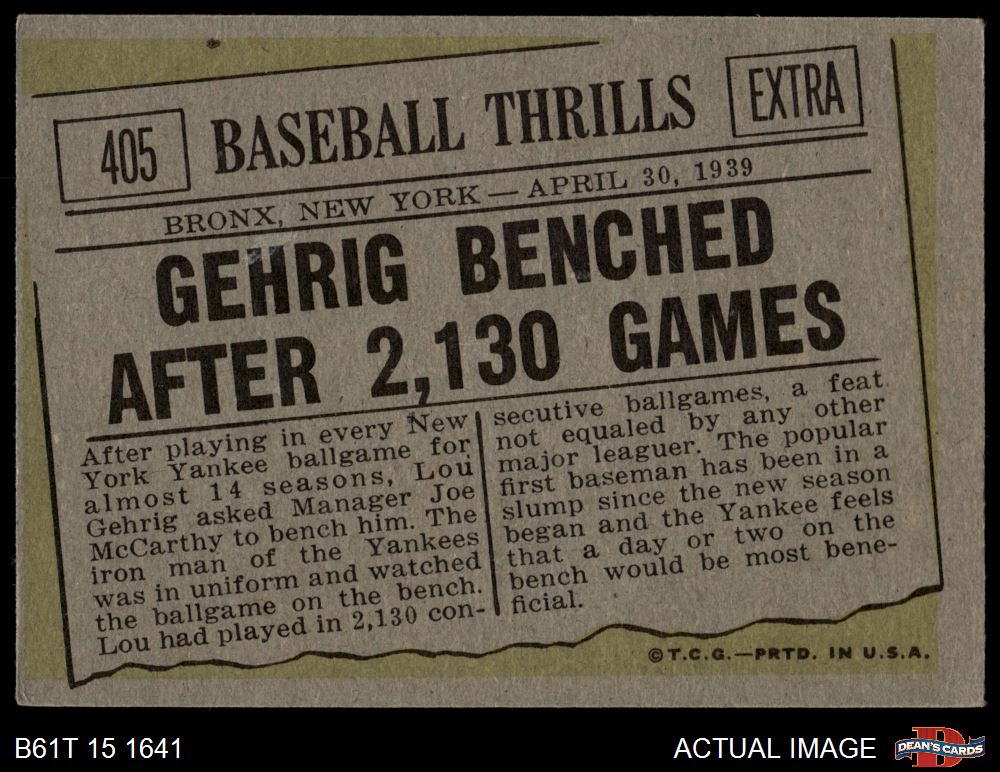 405
BASEBALL THRILLS
EXTRA
BRONX, NEW YORK — APRIL 30, 1939
GEHRIG BENCHED
AFTER 2,130 GAMES
After playing in every New
York Yankee ballgame for
almost 14 seasons, Lou
Gehrig asked Manager Joe
McCarthy to bench him. The
iron man of the Yankees
was in uniform and watched
the ballgame on the bench.
Lou had played in 2,130 con-
secutive ballgames, a feat
not equaled by any other
major leaguer. The popular
first baseman has been in a
slump since the new season
began and the Yankee feels
that a day or two on the
bench would be most bene-
ficial.
© T.C.G.—PRTD. IN U.S.A.
B61T 15 1641
ACTUAL IMAGE
D
DEAN'S CARDS